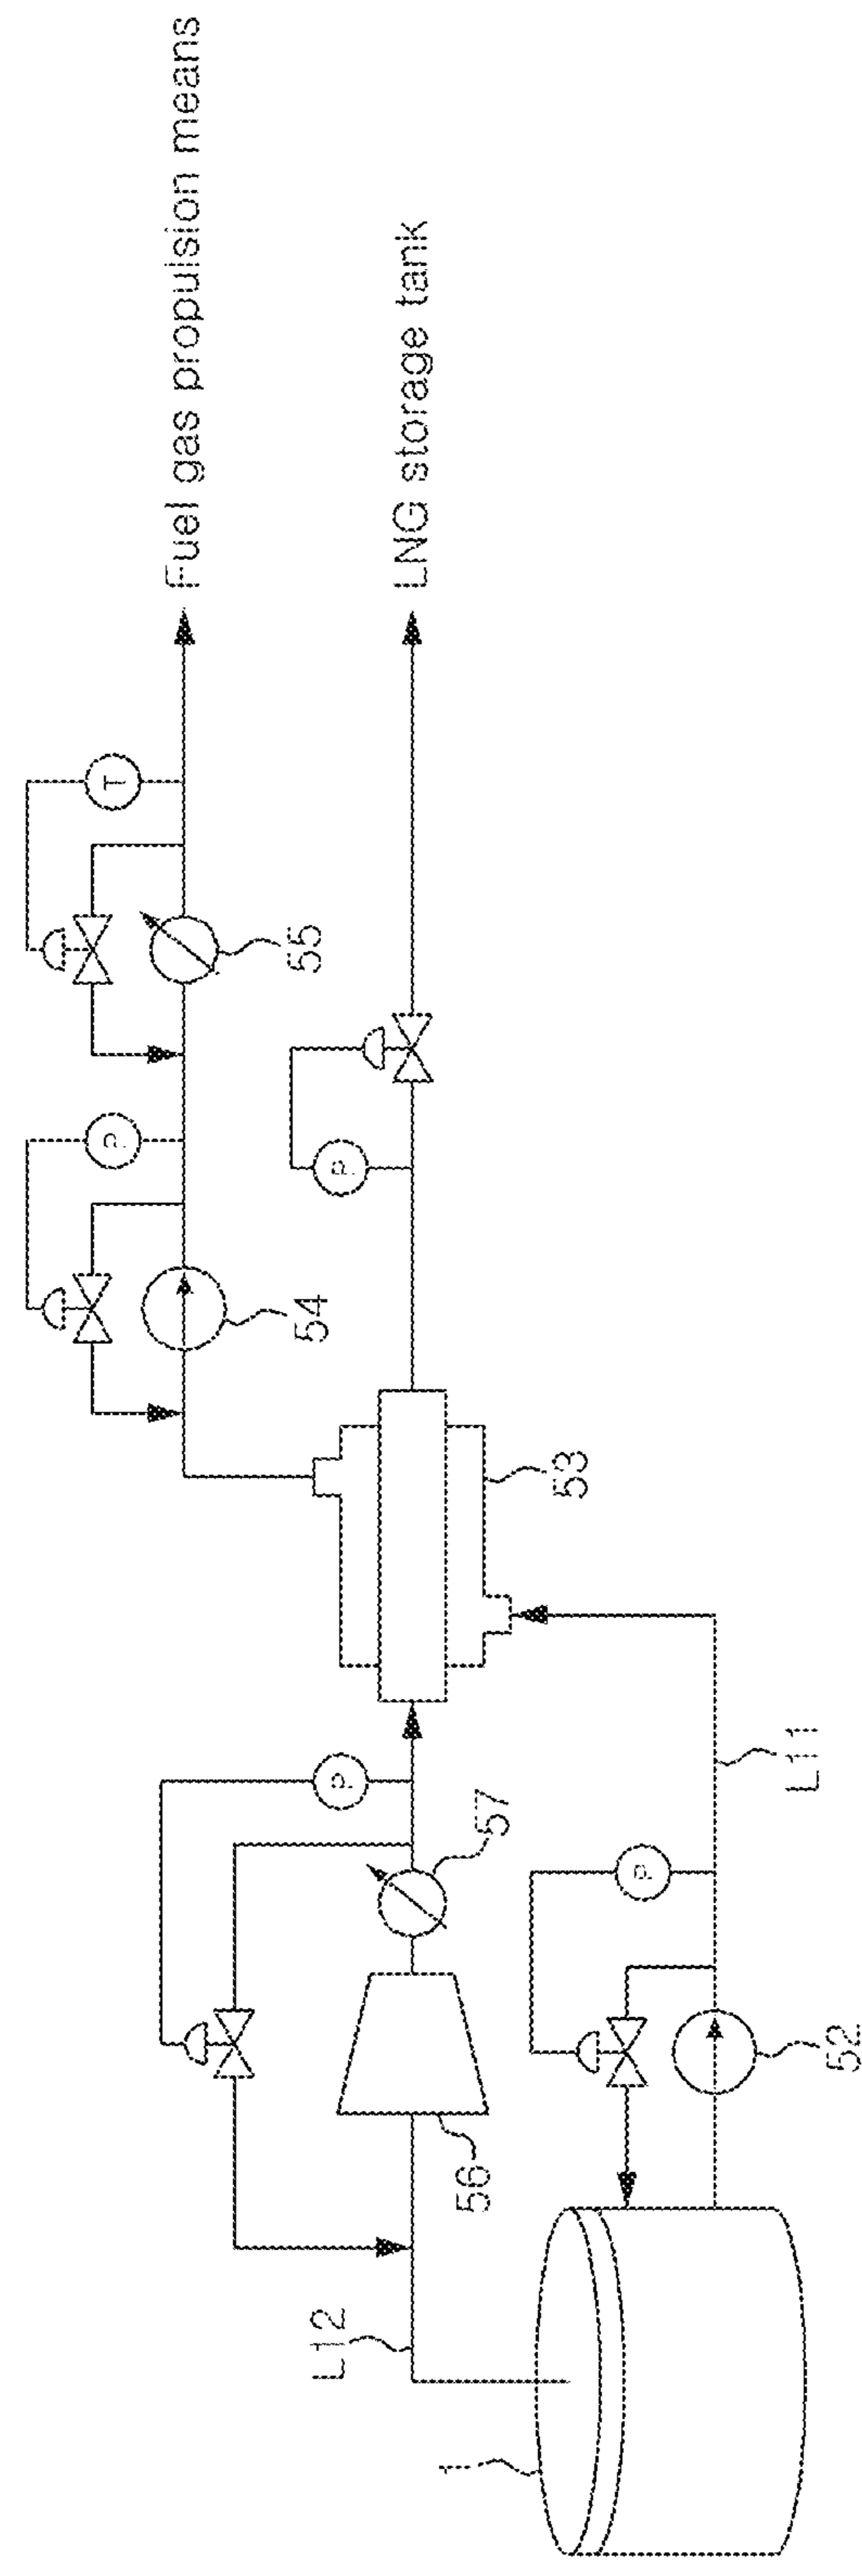 Fuel gas propulsion means
LNG storage tank
T
P
P
55
54
53
P
57
L11
P
56
52
L12
1